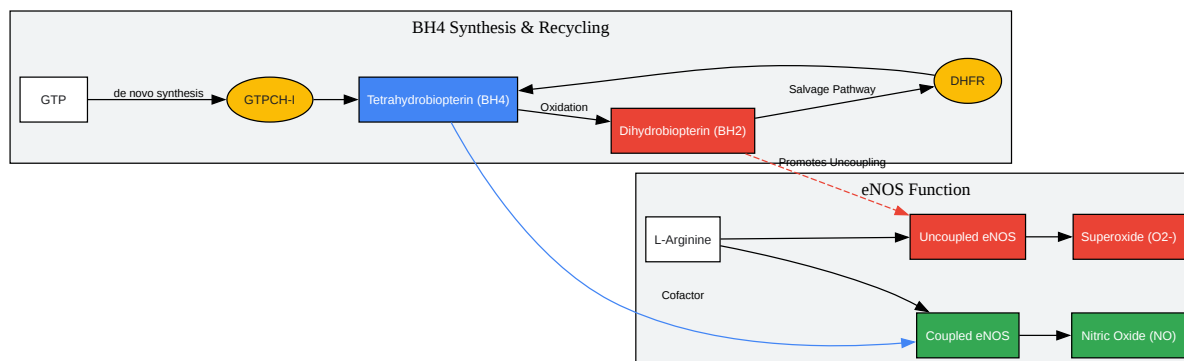 BH4 Synthesis & Recycling
GTP
de novo synthesis
GTPCH-I
Tetrahydrobiopterin (BH4)
Oxidation
Dihydrobiopterin (BH2)
Salvage Pathway
DHFR
Promotes Uncoupling
eNOS Function
L-Arginine
Uncoupled eNOS
Superoxide (O2-)
Cofactor
Coupled eNOS
Nitric Oxide (NO)